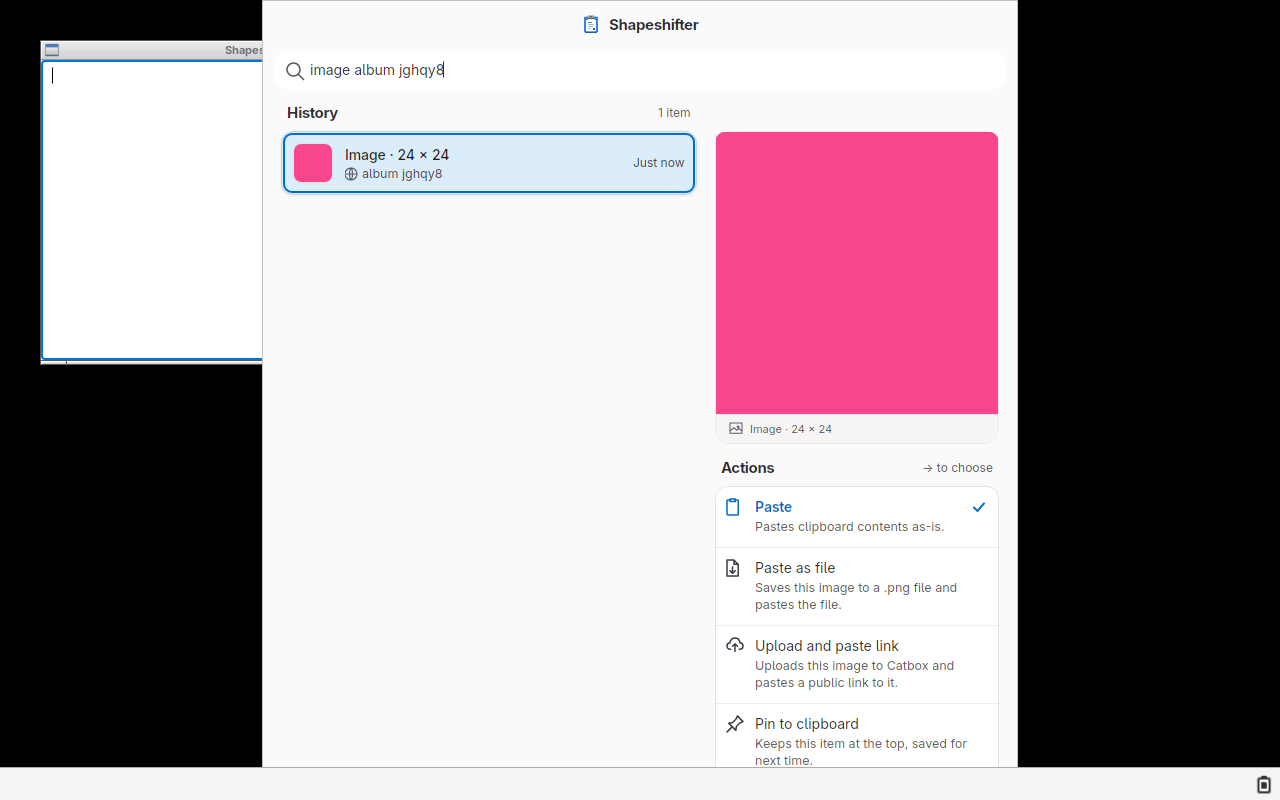 Shapeshifter
Shapes
image album jghqy8
History
1 item
Image · 24 × 24
album jghqy8
Just now
Image · 24 × 24
Actions
→ to choose
Paste
Pastes clipboard contents as-is.
Paste as file
Saves this image to a .png file and
pastes the file.
Upload and paste link
Uploads this image to Catbox and
pastes a public link to it.
Pin to clipboard
Keeps this item at the top, saved for
next time.